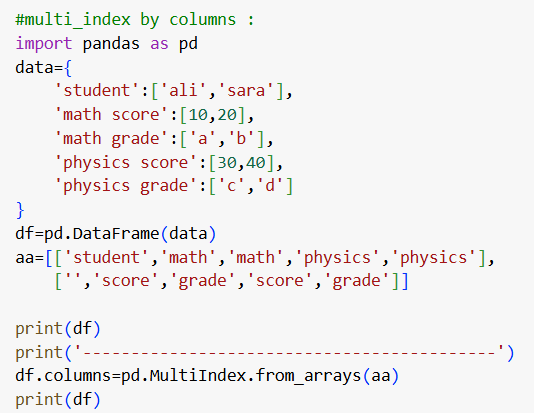 #multi_index by columns :
import pandas as pd
data={
    'student':['ali','sara'],
    'math score':[10,20],
    'math grade':['a','b'],
    'physics score':[30,40],
    'physics grade':['c','d']
}
df=pd.DataFrame(data)
aa=[['student','math','math','physics','physics'],
    ['','score','grade','score','grade']]

print(df)
print('-------------------------------------------')
df.columns=pd.MultiIndex.from_arrays(aa)
print(df)